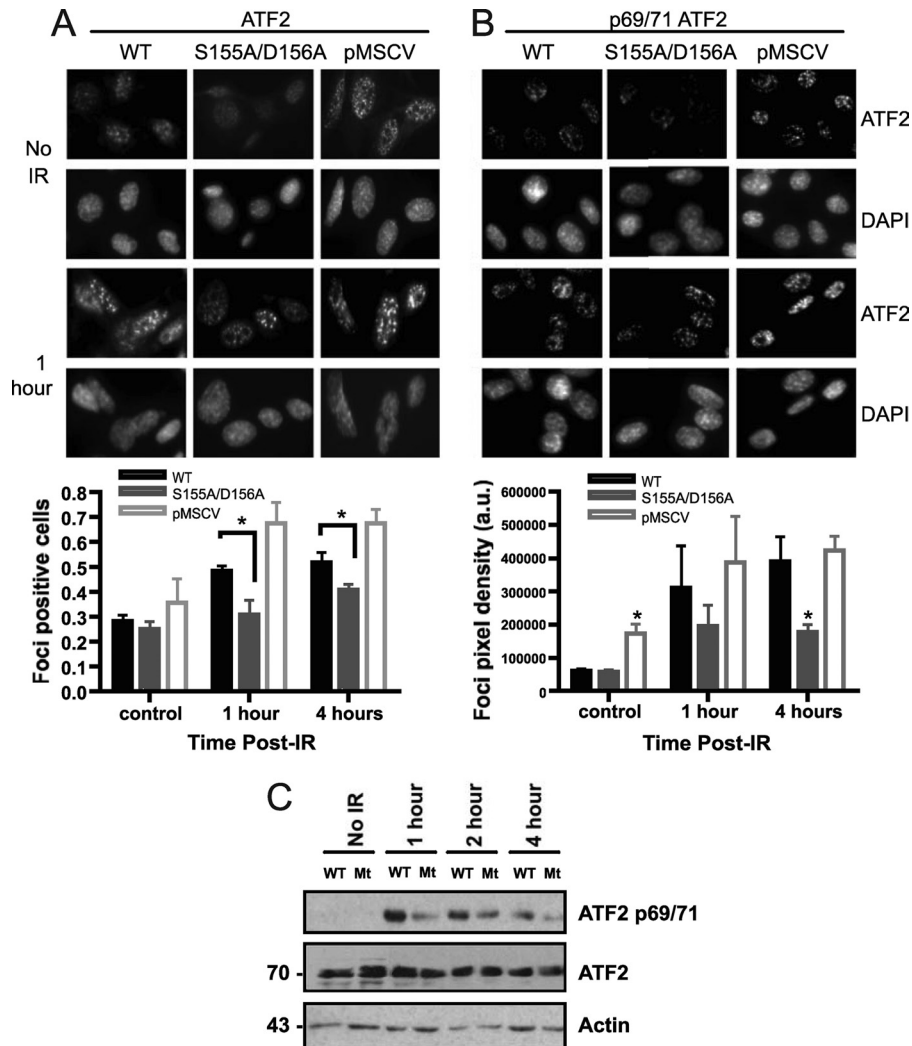 A
ATF2
WT S155A/D156A pMSCV
No
IR
1
hour
WT
S155A/D156A
pMSCV
Foci positive cells
0.8
0.7
0.6
0.5
0.4
0.3
0.2
0.1
0.0
* *
control 1 hour 4 hours
Time Post-IR
B
p69/71 ATF2
WT S155A/D156A pMSCV
ATF2
DAPI
ATF2
DAPI
WT
S155A/D156A
pMSCV
Foci pixel density (a.u.)
600000
500000
400000
300000
200000
100000
0
* *
control 1 hour 4 hours
Time Post-IR
C
No IR 1 hour 2 hour 4 hour
WT Mt WT Mt WT Mt WT Mt
ATF2 p69/71
70 - ATF2
43 - Actin